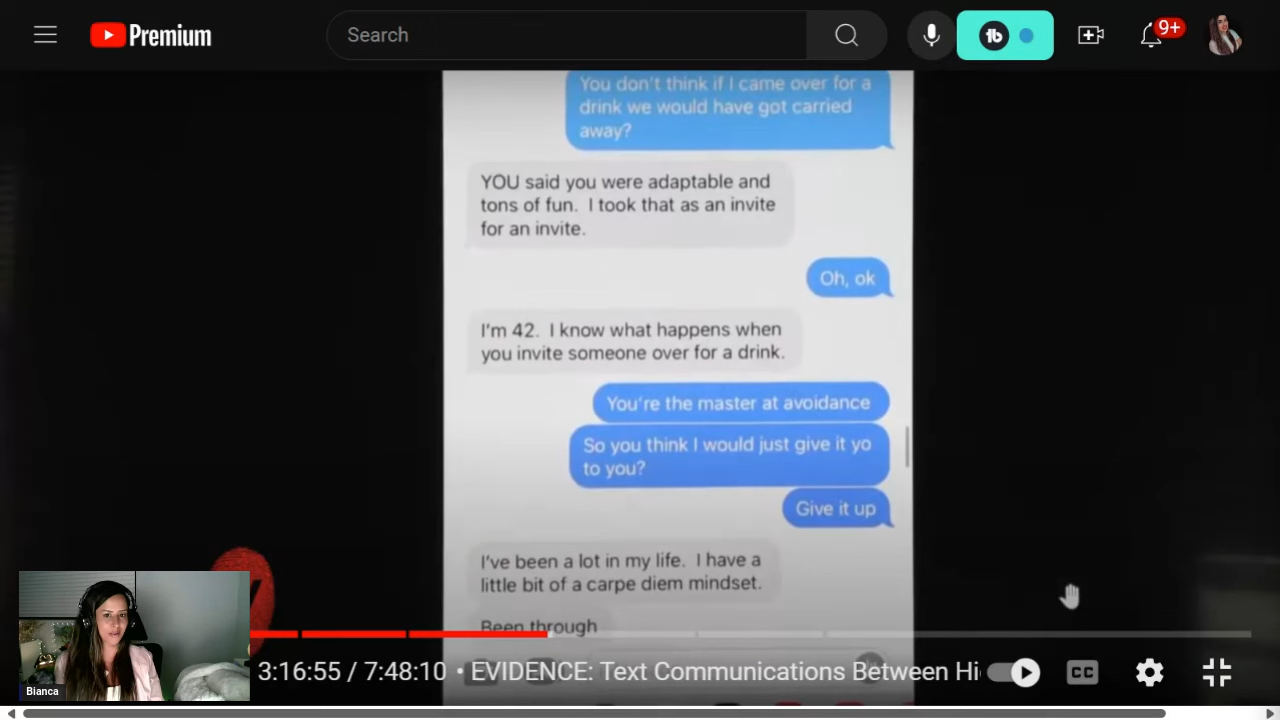 Premium
Search
9+
You don't think if I came over for a
drink we would have got carried
away?
YOU said you were adaptable and
tons of fun. I took that as an invite
for an invite.
Oh, ok
I'm 42. I know what happens when
you invite someone over for a drink.
You're the master at avoidance
So you think I would just give it yo
to you?
Give it up
I've been a lot in my life. I have a
little bit of a carpe diem mindset.
Been through
3:16:55 / 7:48:10 • EVIDENCE: Text Communications Between Hi
CC
Bianca